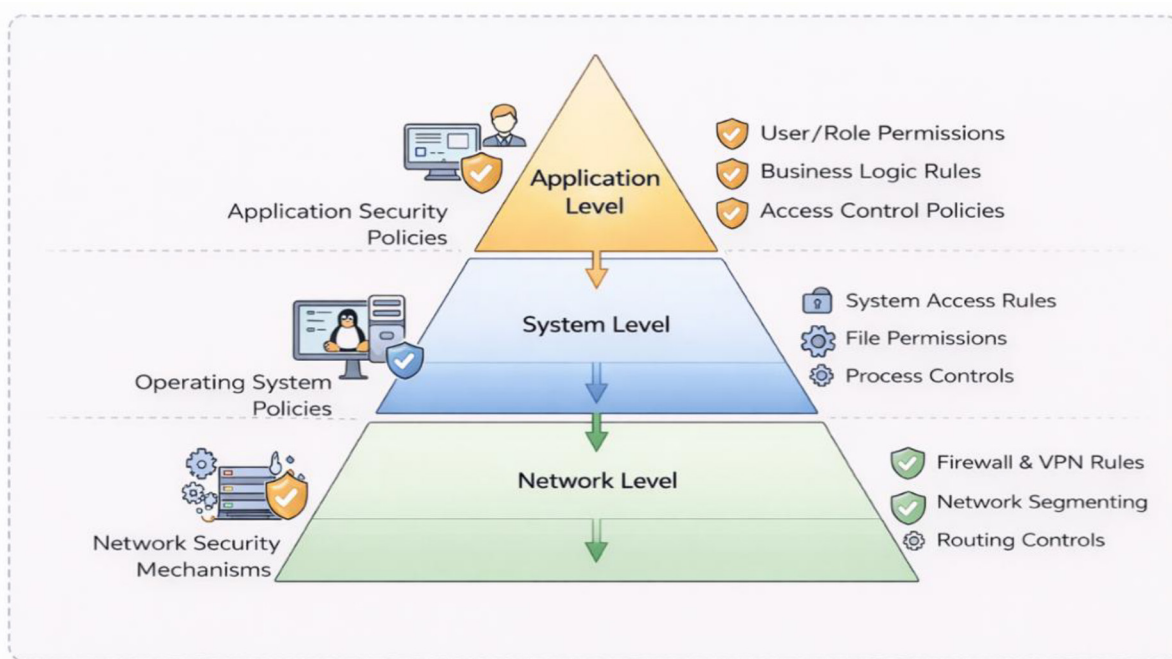 Application
Level
Application Security
Policies
User/Role Permissions
Business Logic Rules
Access Control Policies
System Level
Operating System
Policies
System Access Rules
File Permissions
Process Controls
Network Level
Network Security
Mechanisms
Firewall & VPN Rules
Network Segmenting
Routing Controls